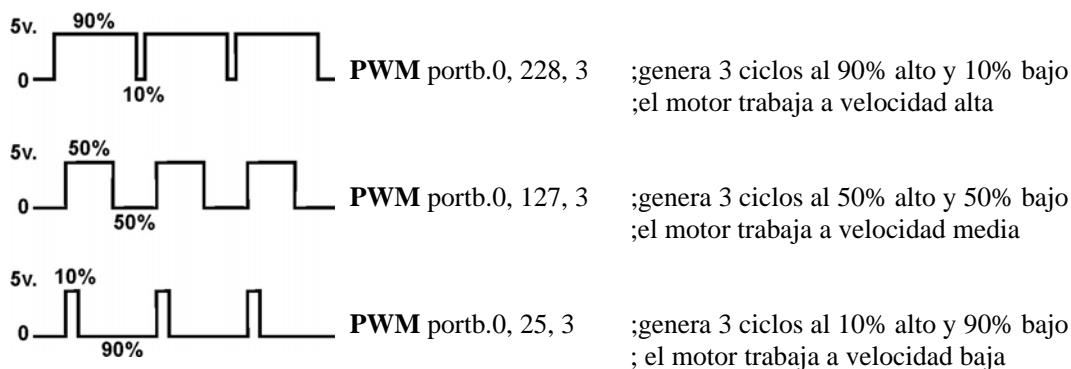 5v. 90%
0
10%
PWM portb.0, 228, 3 ;genera 3 ciclos al 90% alto y 10% bajo
;el motor trabaja a velocidad alta
5v. 50%
0
50%
PWM portb.0, 127, 3 ;genera 3 ciclos al 50% alto y 50% bajo
;el motor trabaja a velocidad media
5v. 10%
0
90%
PWM portb.0, 25, 3 ;genera 3 ciclos al 10% alto y 90% bajo
; el motor trabaja a velocidad baja